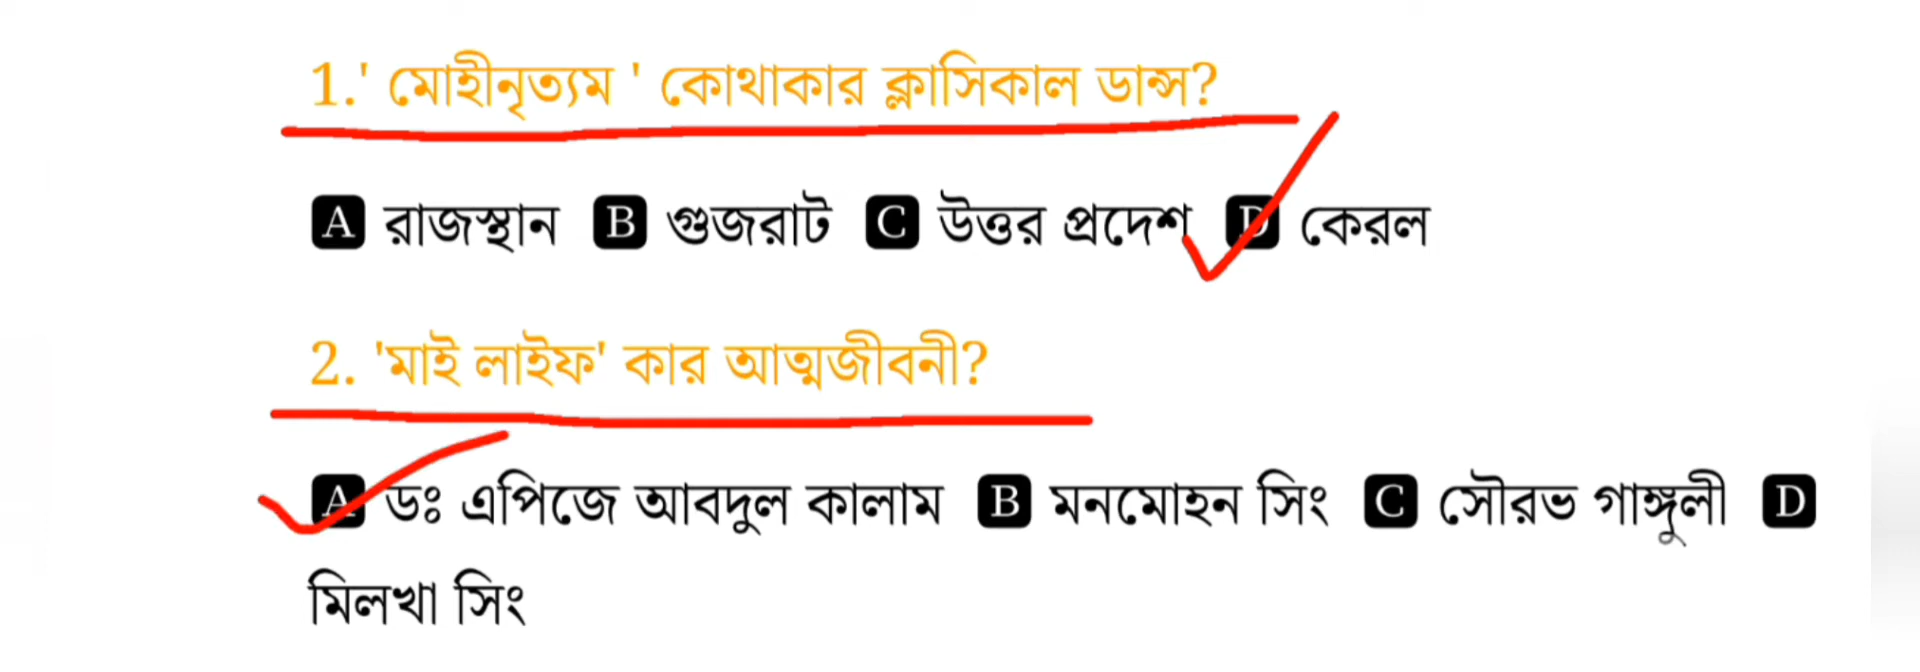 1.' মোহীনৃত্যম ' কোথাকার ক্লাসিকাল ডান্স?
A রাজস্থান B গুজরাট C উত্তর প্রদেশ D কেরল
2. 'মাই লাইফ' কার আত্মজীবনী?
A ডঃ এপিজে আবদুল কালাম B মনমোহন সিং C সৌরভ গাঙ্গুলী D
মিলখা সিং